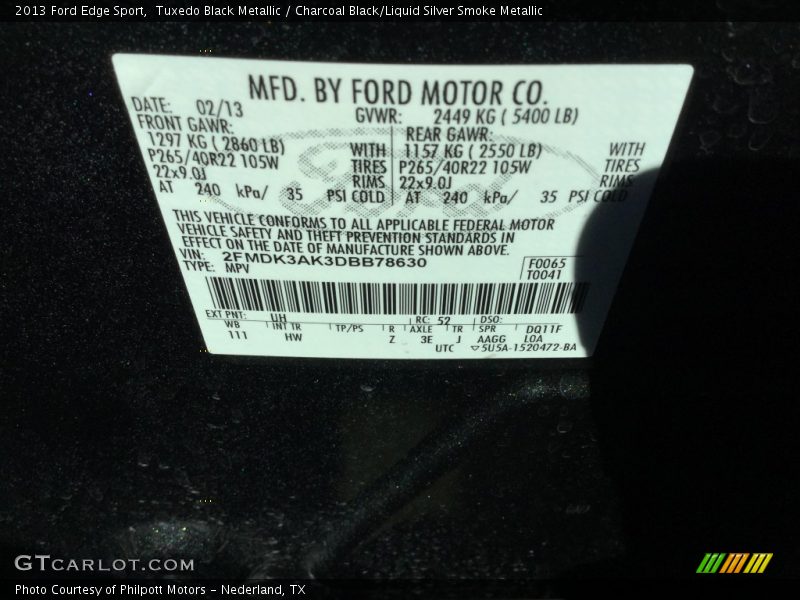 2013 Ford Edge Sport,  Tuxedo Black Metallic / Charcoal Black/Liquid Silver Smoke Metallic
MFD. BY FORD MOTOR CO.
DATE: 02/13 GVWR: 2449 KG ( 5400 LB)
FRONT GAWR: REAR GAWR:
1297 KG ( 2860 LB) WITH 1157 KG ( 2550 LB) WITH
P265/40R22 105W TIRES P265/40R22 105W TIRES
22x9.0J RIMS 22x9.0J RIMS
AT 240 kPa/ 35 PSI COLD AT 240 kPa/ 35 PSI COLD
THIS VEHICLE CONFORMS TO ALL APPLICABLE FEDERAL MOTOR
VEHICLE SAFETY AND THEFT PREVENTION STANDARDS IN
EFFECT ON THE DATE OF MANUFACTURE SHOWN ABOVE.
VIN: 2FMDK3AK3DBB78630 F0065
TYPE: MPV T0041
EXT PNT: UH RC: 52 DSO:
WB INT TR TP/PS R AXLE TR SPR DQ11F
111 HW Z 3E J AAGG LOA
UTC ▽5U5A-1520472-BA
Ford
GTCARLOT.COM
Photo Courtesy of Philpott Motors – Nederland, TX